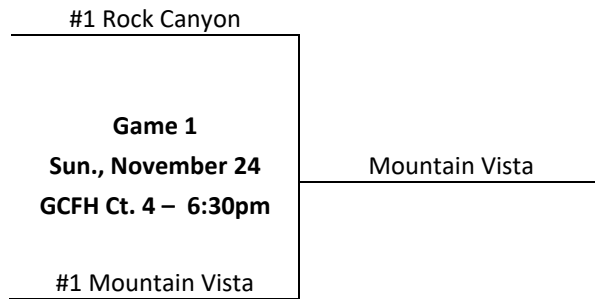 #1 Rock Canyon
Game 1
Sun., November 24
Mountain Vista
GCFH Ct. 4 – 6:30pm
#1 Mountain Vista